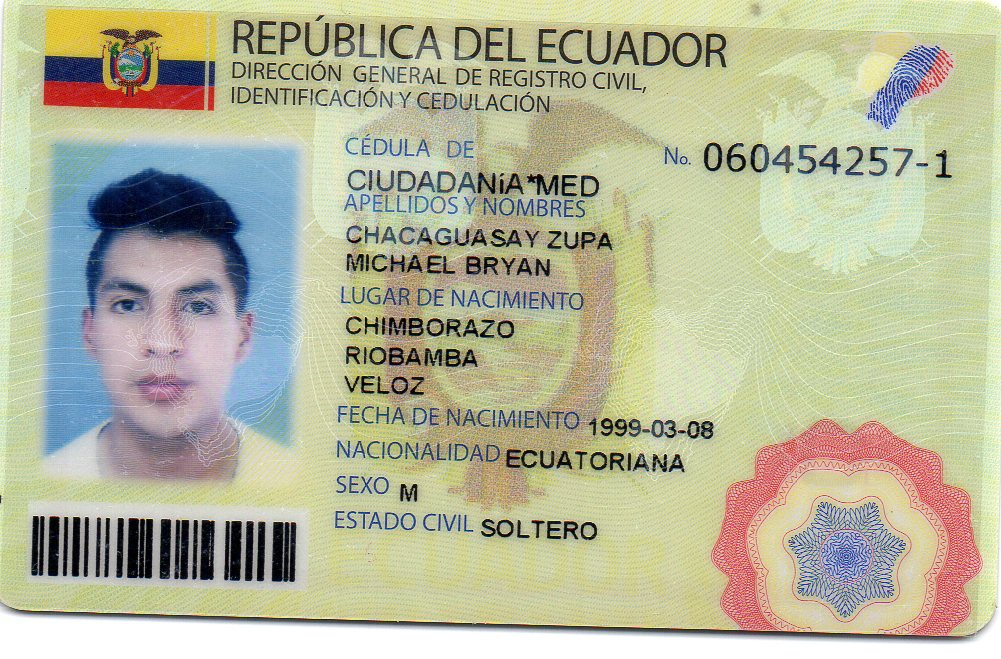 REPÚBLICA DEL ECUADOR
DIRECCIÓN GENERAL DE REGISTRO CIVIL,
IDENTIFICACIÓN Y CEDULACIÓN
CÉDULA DE
No. 060454257-1
CIUDADANíA*MED
APELLIDOS Y NOMBRES
CHACAGUASAY ZUPA
MICHAEL BRYAN
LUGAR DE NACIMIENTO
CHIMBORAZO
RIOBAMBA
VELOZ
FECHA DE NACIMIENTO 1999-03-08
NACIONALIDAD ECUATORIANA
SEXO M
ESTADO CIVIL SOLTERO